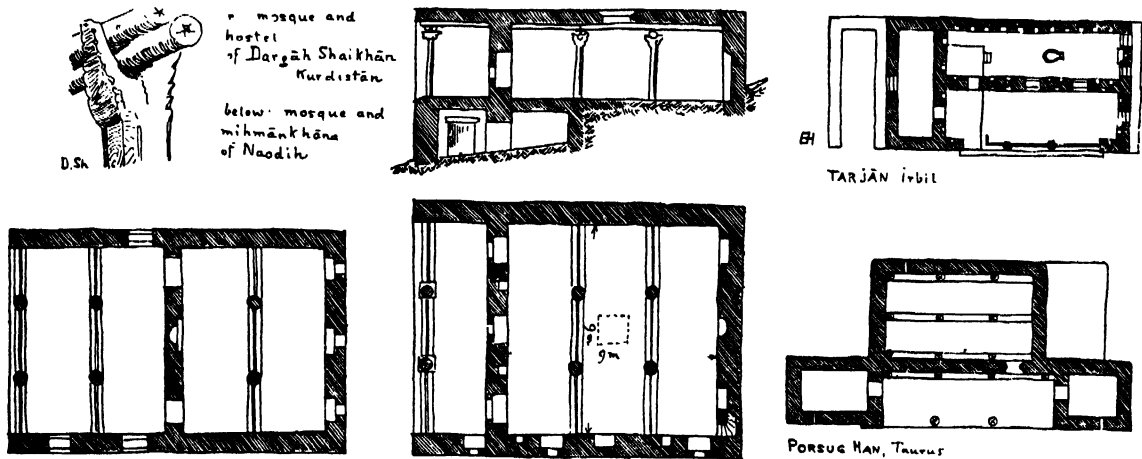 mosque and
hostel
of Dargāh Shaikhān
Kurdistān
below· mosque and
mihmānkhāna
of Naodih
D.Sh
EH
TARJĀN irbil
9m
PORSUG HAN, Taurus